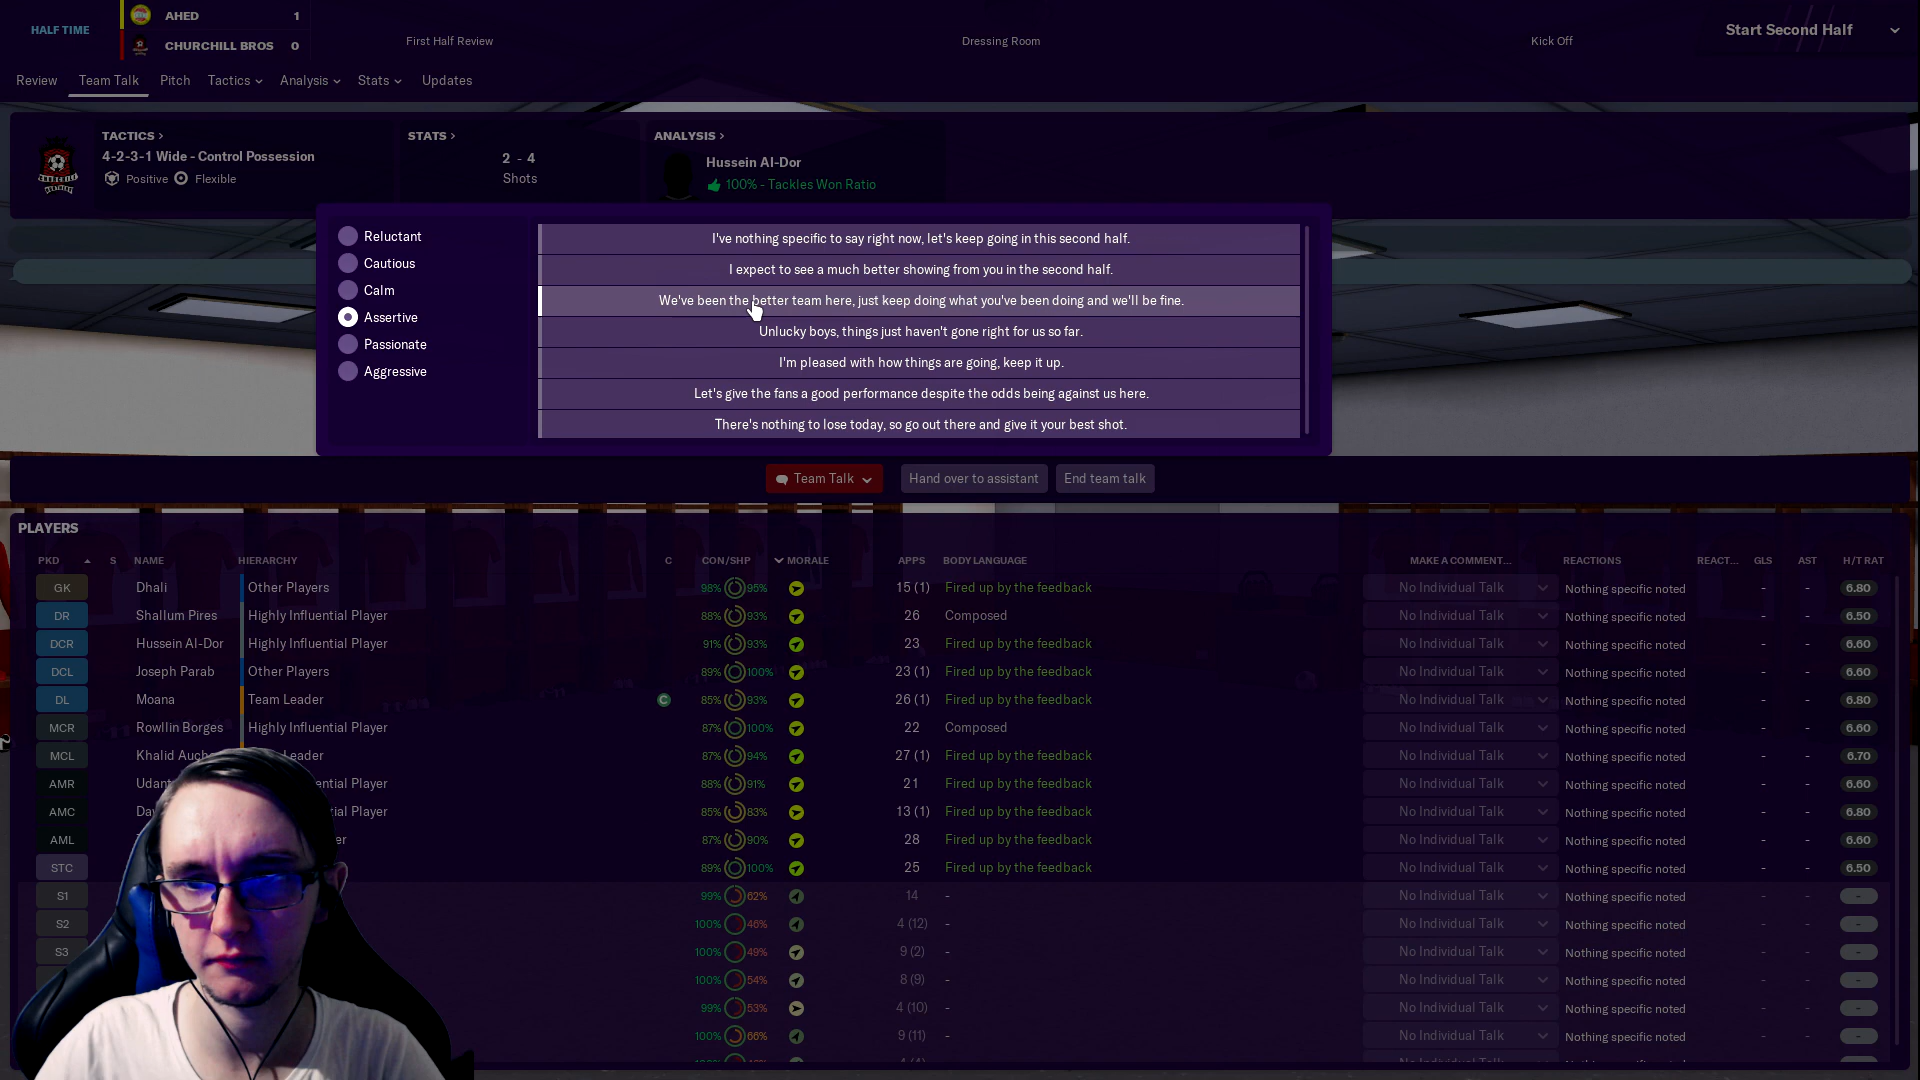 HALF TIME
AHED 1
CHURCHILL BROS 0
First Half Review
Dressing Room
Kick Off
Start Second Half
Review Team Talk Pitch Tactics Analysis Stats Updates
TACTICS >
4-2-3-1 Wide - Control Possession
Positive Flexible
STATS >
2 - 4
Shots
ANALYSIS >
Hussein Al-Dor
100% - Tackles Won Ratio
Reluctant
Cautious
Calm
Assertive
Passionate
Aggressive
I've nothing specific to say right now, let's keep going in this second half.
I expect to see a much better showing from you in the second half.
We've been the better team here, just keep doing what you've been doing and we'll be fine.
Unlucky boys, things just haven't gone right for us so far.
I'm pleased with how things are going, keep it up.
Let's give the fans a good performance despite the odds being against us here.
There's nothing to lose today, so go out there and give it your best shot.
Team Talk Hand over to assistant End team talk
PLAYERS
PKD S NAME HIERARCHY C CON/SHP MORALE APPS BODY LANGUAGE MAKE A COMMENT... REACTIONS REACT... GLS AST H/T RAT
GK Dhali Other Players 98% 95% 15 (1) Fired up by the feedback No Individual Talk Nothing specific noted - - 6.80
DR Shallum Pires Highly Influential Player 88% 93% 26 Composed No Individual Talk Nothing specific noted - - 6.50
DCR Hussein Al-Dor Highly Influential Player 91% 93% 23 Fired up by the feedback No Individual Talk Nothing specific noted - - 6.60
DCL Joseph Parab Other Players 89% 100% 23 (1) Fired up by the feedback No Individual Talk Nothing specific noted - - 6.60
DL Moana Team Leader C 85% 93% 26 (1) Fired up by the feedback No Individual Talk Nothing specific noted - - 6.80
MCR Rowllin Borges Highly Influential Player 87% 100% 22 Composed No Individual Talk Nothing specific noted - - 6.60
MCL Khalid Auch Leader 87% 94% 27 (1) Fired up by the feedback No Individual Talk Nothing specific noted - - 6.70
AMR Udan ential Player 88% 91% 21 Fired up by the feedback No Individual Talk Nothing specific noted - - 6.60
AMC Da ntial Player 85% 83% 13 (1) Fired up by the feedback No Individual Talk Nothing specific noted - - 6.80
AML er 87% 90% 28 Fired up by the feedback No Individual Talk Nothing specific noted - - 6.60
STC 89% 100% 25 Fired up by the feedback No Individual Talk Nothing specific noted - - 6.50
S1 99% 62% 14 - No Individual Talk Nothing specific noted - - -
S2 100% 46% 4 (12) - No Individual Talk Nothing specific noted - - -
S3 100% 49% 9 (2) - No Individual Talk Nothing specific noted - - -
100% 54% 8 (9) - No Individual Talk Nothing specific noted - - -
99% 53% 4 (10) - No Individual Talk Nothing specific noted - - -
100% 66% 9 (11) - No Individual Talk Nothing specific noted - - -